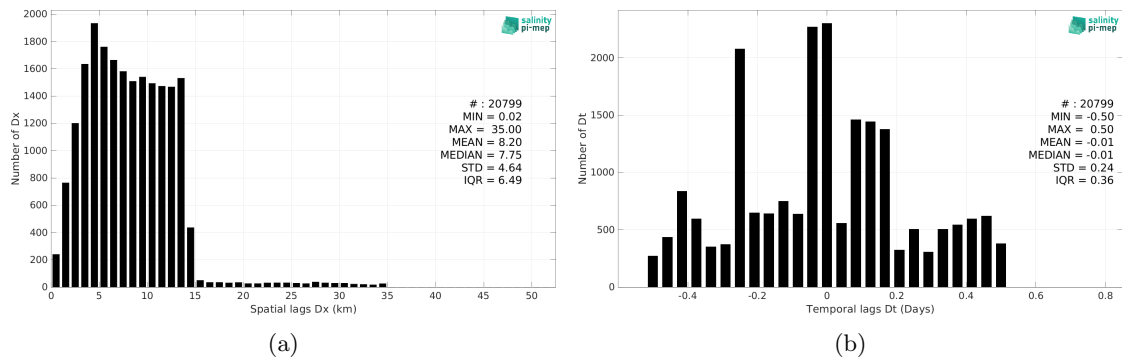 salinity
pi-mep
2000
1800
1600
1400
1200
1000
800
600
400
200
0
Number of Dx
# : 20799
MIN = 0.02
MAX = 35.00
MEAN = 8.20
MEDIAN = 7.75
STD = 4.64
IQR = 6.49
0 5 10 15 20 25 30 35 40 45 50
Spatial lags Dx (km)
(a)
salinity
pi-mep
2000
1500
1000
500
0
Number of Dt
# : 20799
MIN = -0.50
MAX = 0.50
MEAN = -0.01
MEDIAN = -0.01
STD = 0.24
IQR = 0.36
-0.4 -0.2 0 0.2 0.4 0.6 0.8
Temporal lags Dt (Days)
(b)